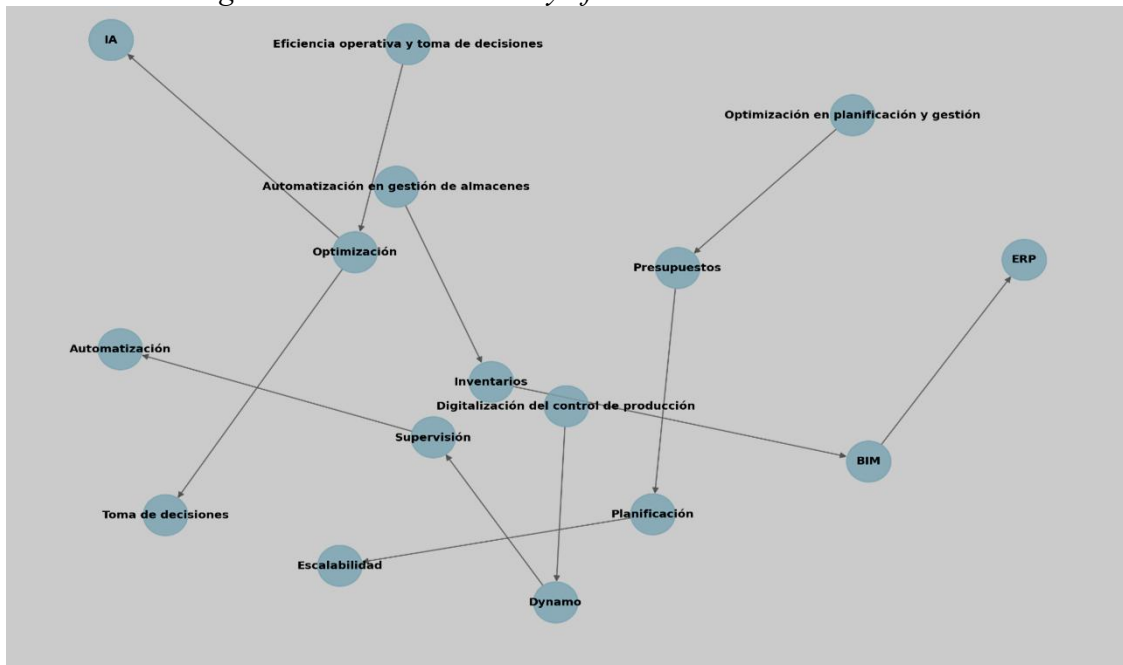 IA
Eficiencia operativa y toma de decisiones
Optimización en planificación y gestión
Automatización en gestión de almacenes
Optimización
Presupuestos
ERP
Automatización
Inventarios
Digitalización del control de producción
Supervisión
BIM
Toma de decisiones
Planificación
Escalabilidad
Dynamo